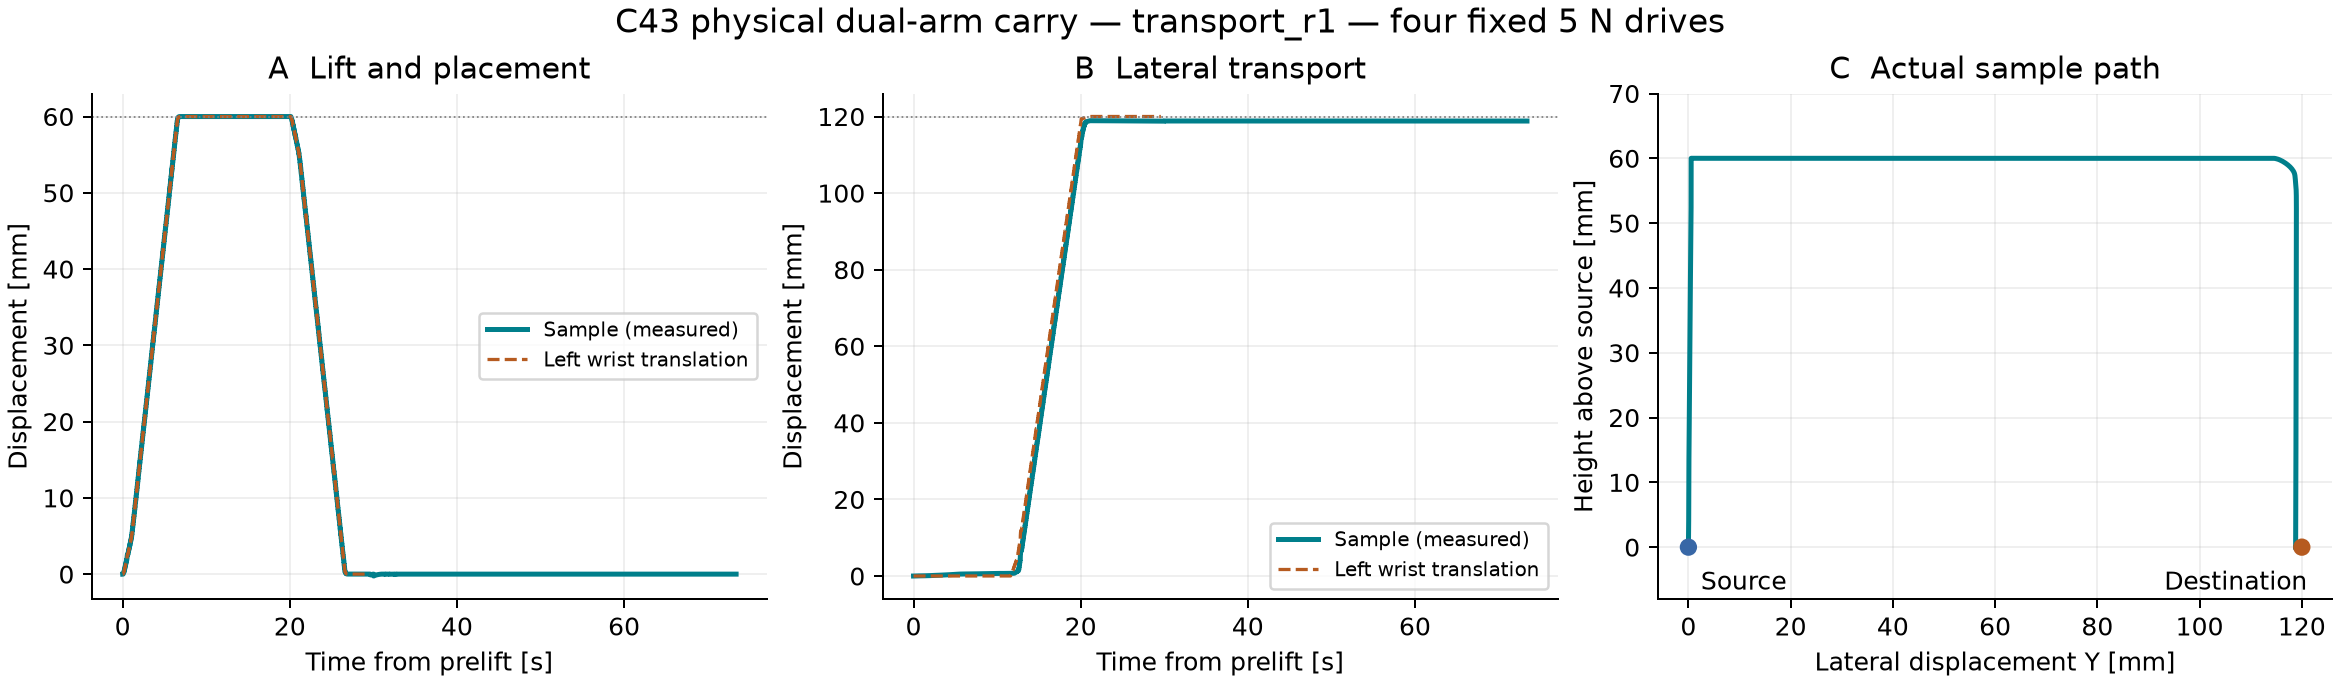 C43 physical dual-arm carry — transport_r1 — four fixed 5 N drives
A Lift and placement
Displacement [mm]
60
50
40
30
20
10
0
Sample (measured)
Left wrist translation
0 20 40 60
Time from prelift [s]
B Lateral transport
Displacement [mm]
120
100
80
60
40
20
0
Sample (measured)
Left wrist translation
0 20 40 60
Time from prelift [s]
C Actual sample path
Height above source [mm]
70
60
50
40
30
20
10
0
Source Destination
0 20 40 60 80 100 120
Lateral displacement Y [mm]